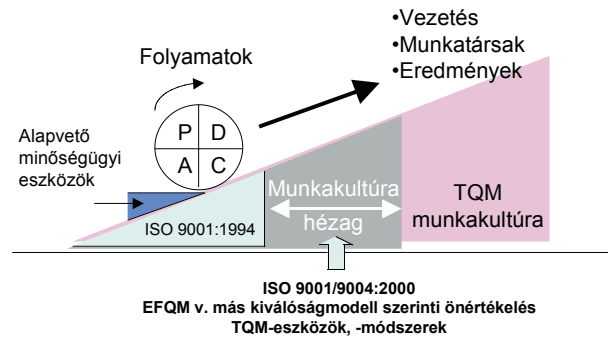 •Vezetés
•Munkatársak
•Eredmények
Folyamatok
P D
A C
Alapvető
minőségügyi
eszközök
ISO 9001:1994
Munkakultúra
hézag
TQM
munkakultúra
ISO 9001/9004:2000
EFQM v. más kiválóságmodell szerinti önértékelés
TQM-eszközök, -módszerek